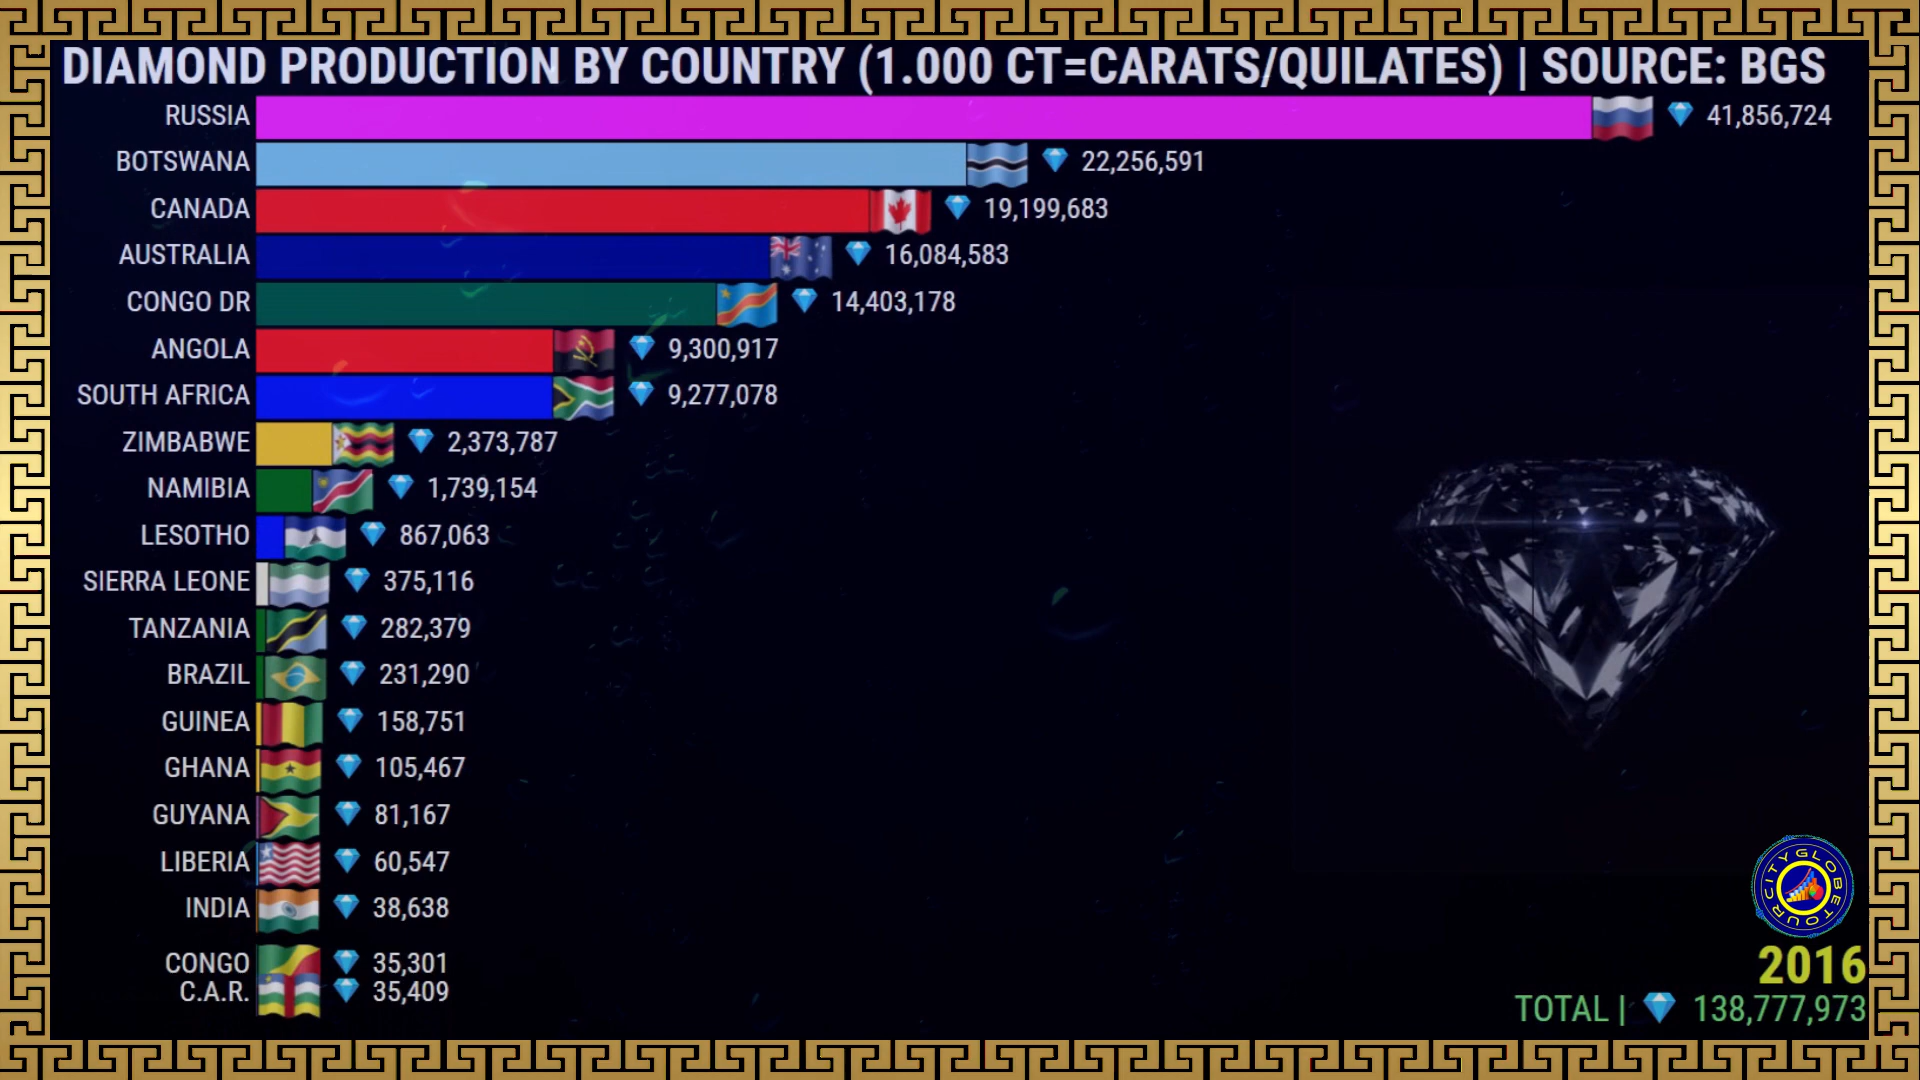 DIAMOND PRODUCTION BY COUNTRY (1.000 CT=CARATS/QUILATES) | SOURCE: BGS
RUSSIA 41,856,724
BOTSWANA 22,256,591
CANADA 19,199,683
AUSTRALIA 16,084,583
CONGO DR 14,403,178
ANGOLA 9,300,917
SOUTH AFRICA 9,277,078
ZIMBABWE 2,373,787
NAMIBIA 1,739,154
LESOTHO 867,063
SIERRA LEONE 375,116
TANZANIA 282,379
BRAZIL 231,290
GUINEA 158,751
GHANA 105,467
GUYANA 81,167
LIBERIA 60,547
INDIA 38,638
CONGO 35,301
C.A.R. 35,409
CITYGLOBETOUR
2016
TOTAL | 138,777,973